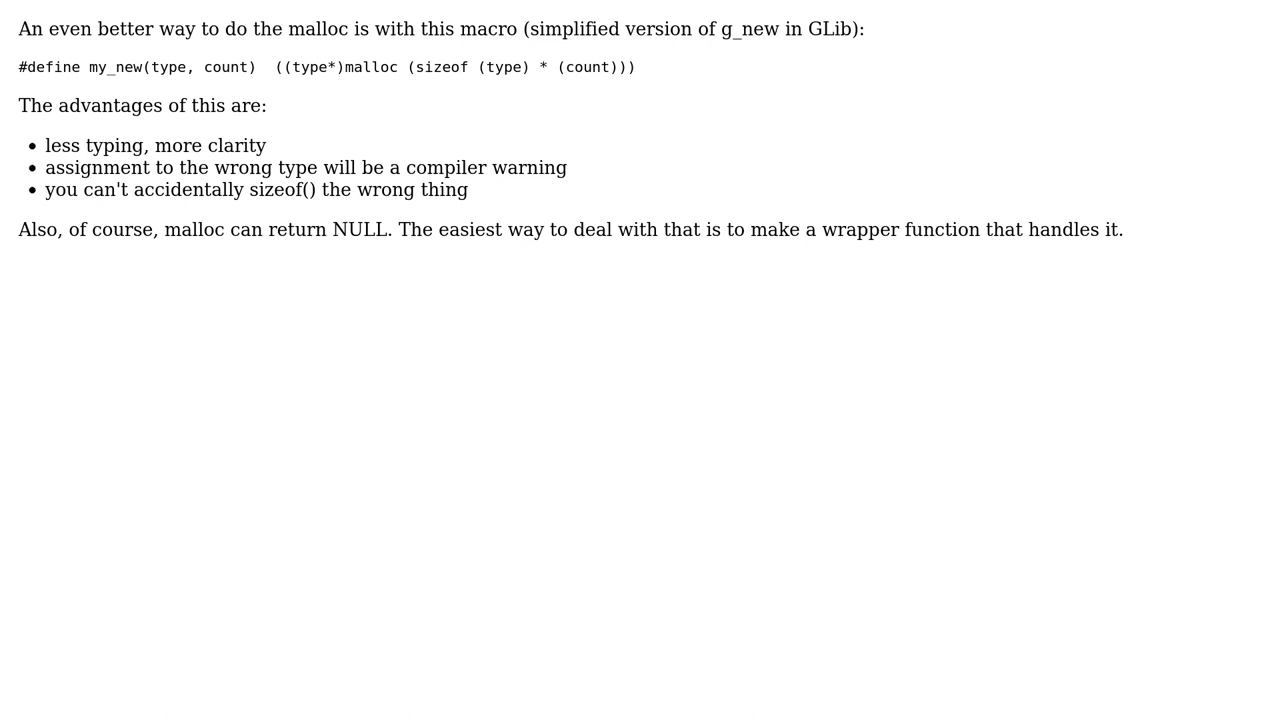 An even better way to do the malloc is with this macro (simplified version of g_new in GLib):
#define my_new(type, count)  ((type*)malloc (sizeof (type) * (count)))
The advantages of this are:
• less typing, more clarity
• assignment to the wrong type will be a compiler warning
• you can't accidentally sizeof() the wrong thing
Also, of course, malloc can return NULL. The easiest way to deal with that is to make a wrapper function that handles it.